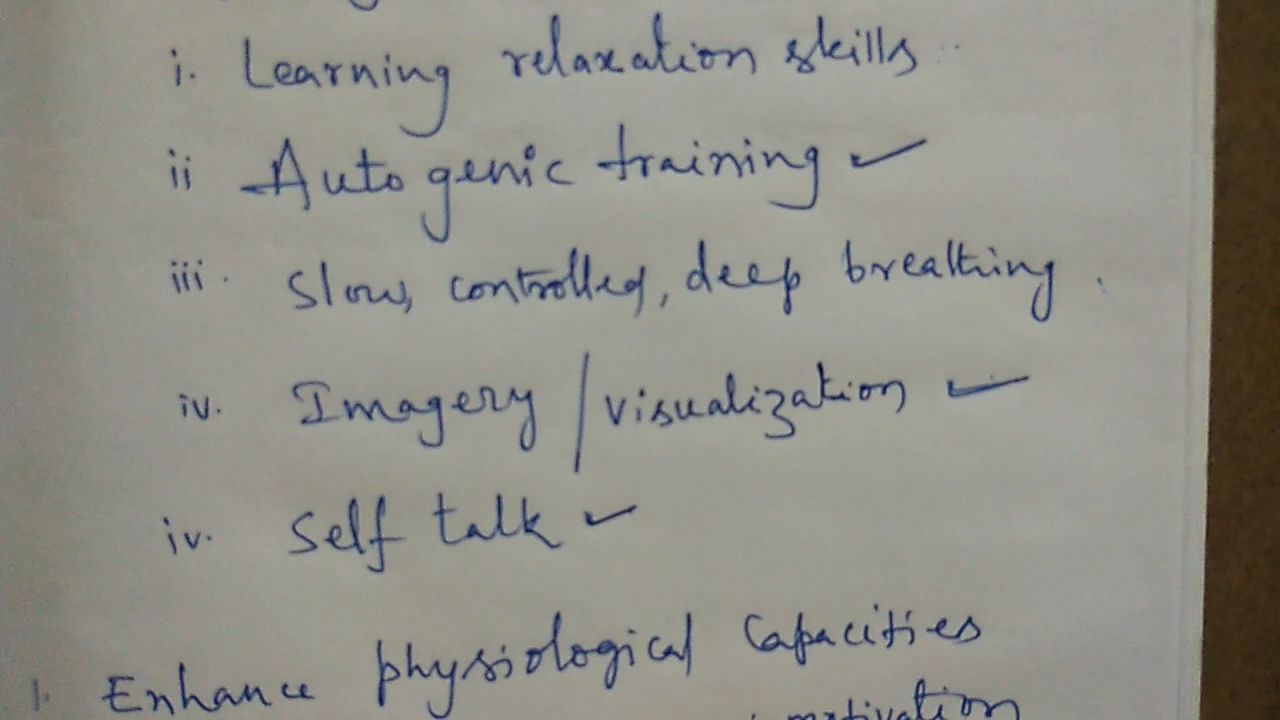 i. Learning relaxation skills
ii Autogenic training ✓
iii. Slow, controlled, deep breathing.
iv. Imagery / visualization ✓
iv. Self talk ✓
1. Enhance physiological Capacities
motivation